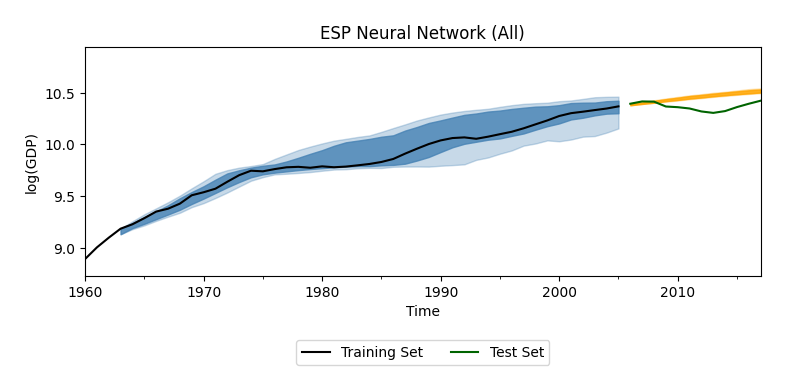 ESP Neural Network (All)
log(GDP)
10.5
10.0
9.5
9.0
1960 1970 1980 1990 2000 2010
Time
Training Set Test Set